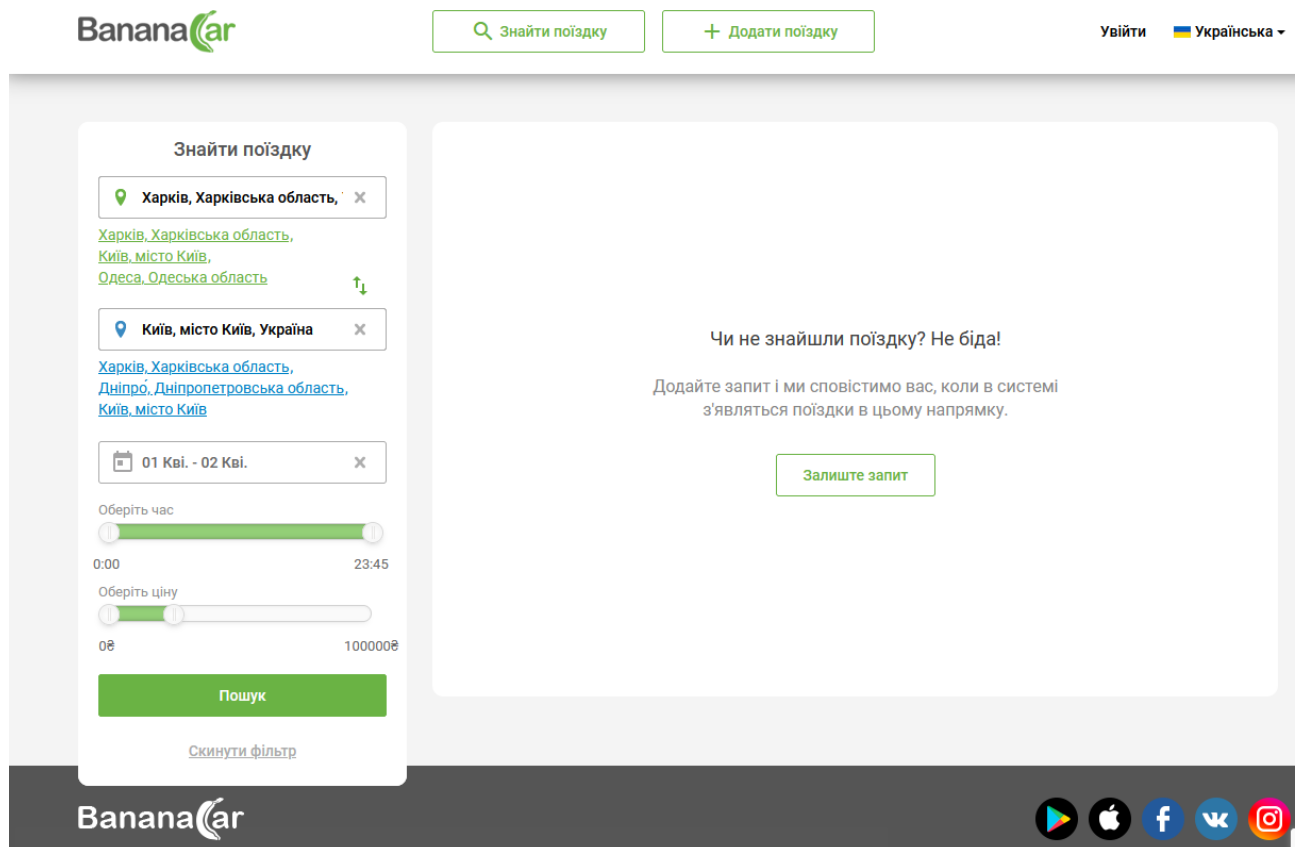 BananaCar
Знайти поїздку
Додати поїздку
Увійти
Українська
Знайти поїздку
Харків, Харківська область,
Харків, Харківська область,
Київ, місто Київ,
Одеса, Одеська область
Київ, місто Київ, Україна
Харків, Харківська область,
Дніпро́, Дніпропетровська область,
Київ, місто Київ
01 Кві. - 02 Кві.
Оберіть час
0:00
23:45
Оберіть ціну
0₴
100000₴
Пошук
Скинути фільтр
Чи не знайшли поїздку? Не біда!
Додайте запит і ми сповістимо вас, коли в системі
з'являться поїздки в цьому напрямку.
Залиште запит
BananaCar